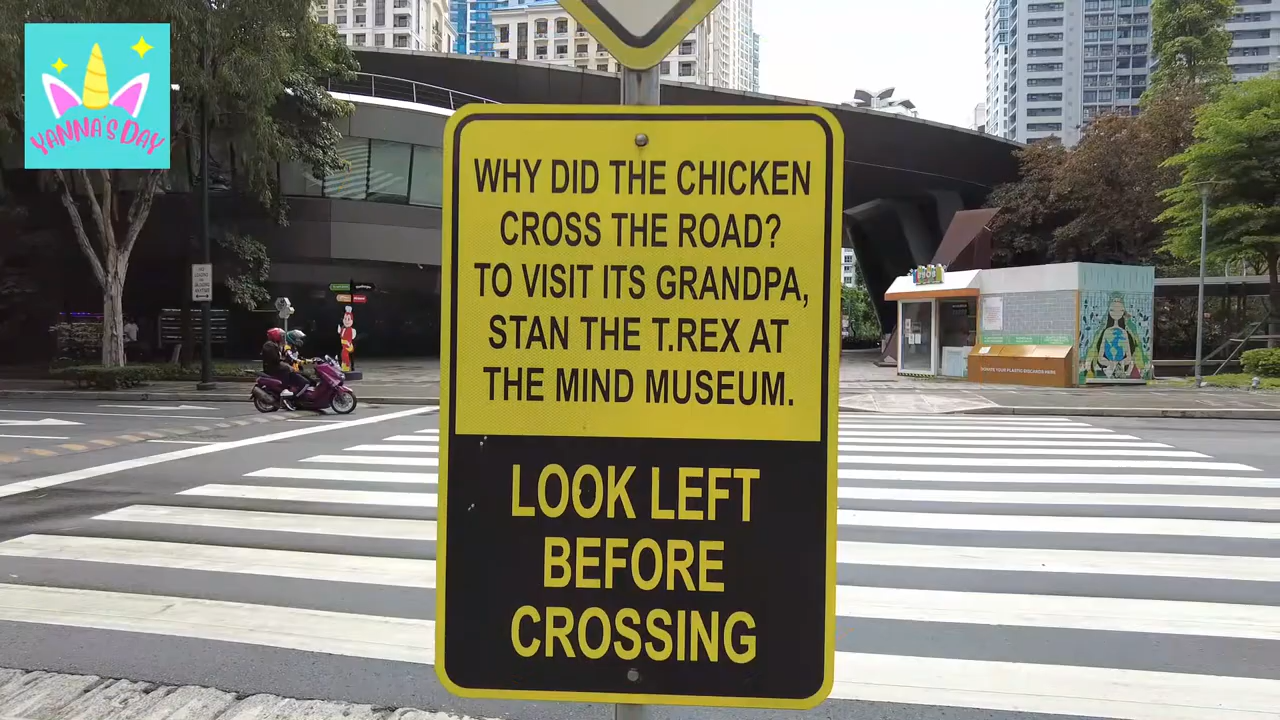 YANNA'S DAY
WHY DID THE CHICKEN
CROSS THE ROAD?
TO VISIT ITS GRANDPA,
STAN THE T.REX AT
THE MIND MUSEUM.
LOOK LEFT
BEFORE
CROSSING